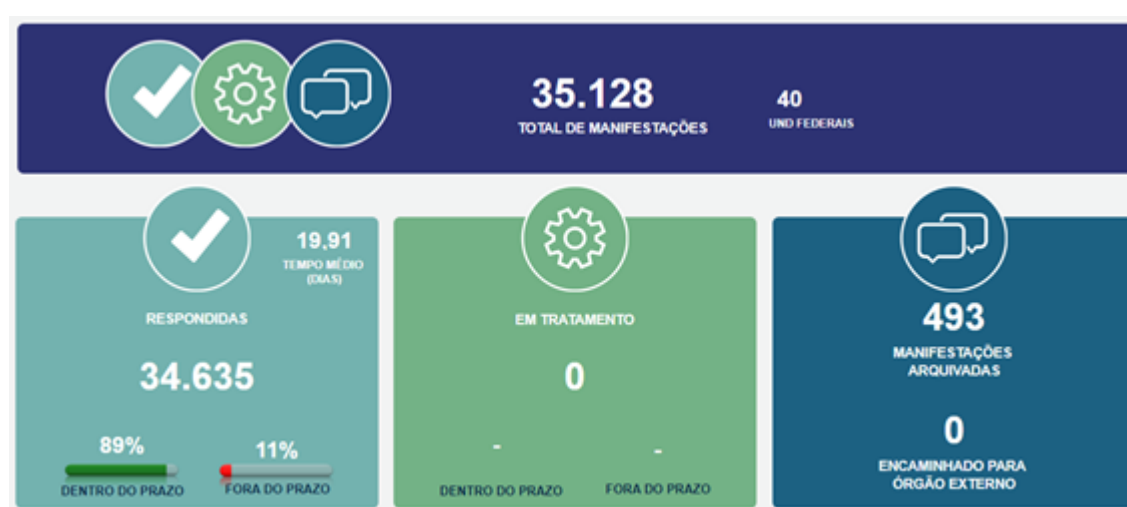 35.128
TOTAL DE MANIFESTAÇÕES
40
UND FEDERAIS
19,91
TEMPO MÉDIO
(DIAS)
RESPONDIDAS
34.635
89%
11%
DENTRO DO PRAZO
FORA DO PRAZO
EM TRATAMENTO
0
-
-
DENTRO DO PRAZO
FORA DO PRAZO
493
MANIFESTAÇÕES
ARQUIVADAS
0
ENCAMINHADO PARA
ÓRGÃO EXTERNO